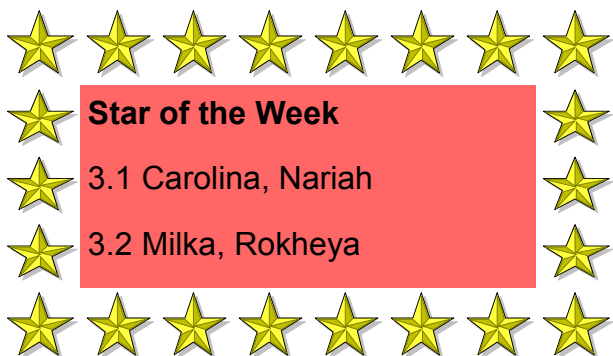 Star of the Week
3.1 Carolina, Nariah
3.2 Milka, Rokheya